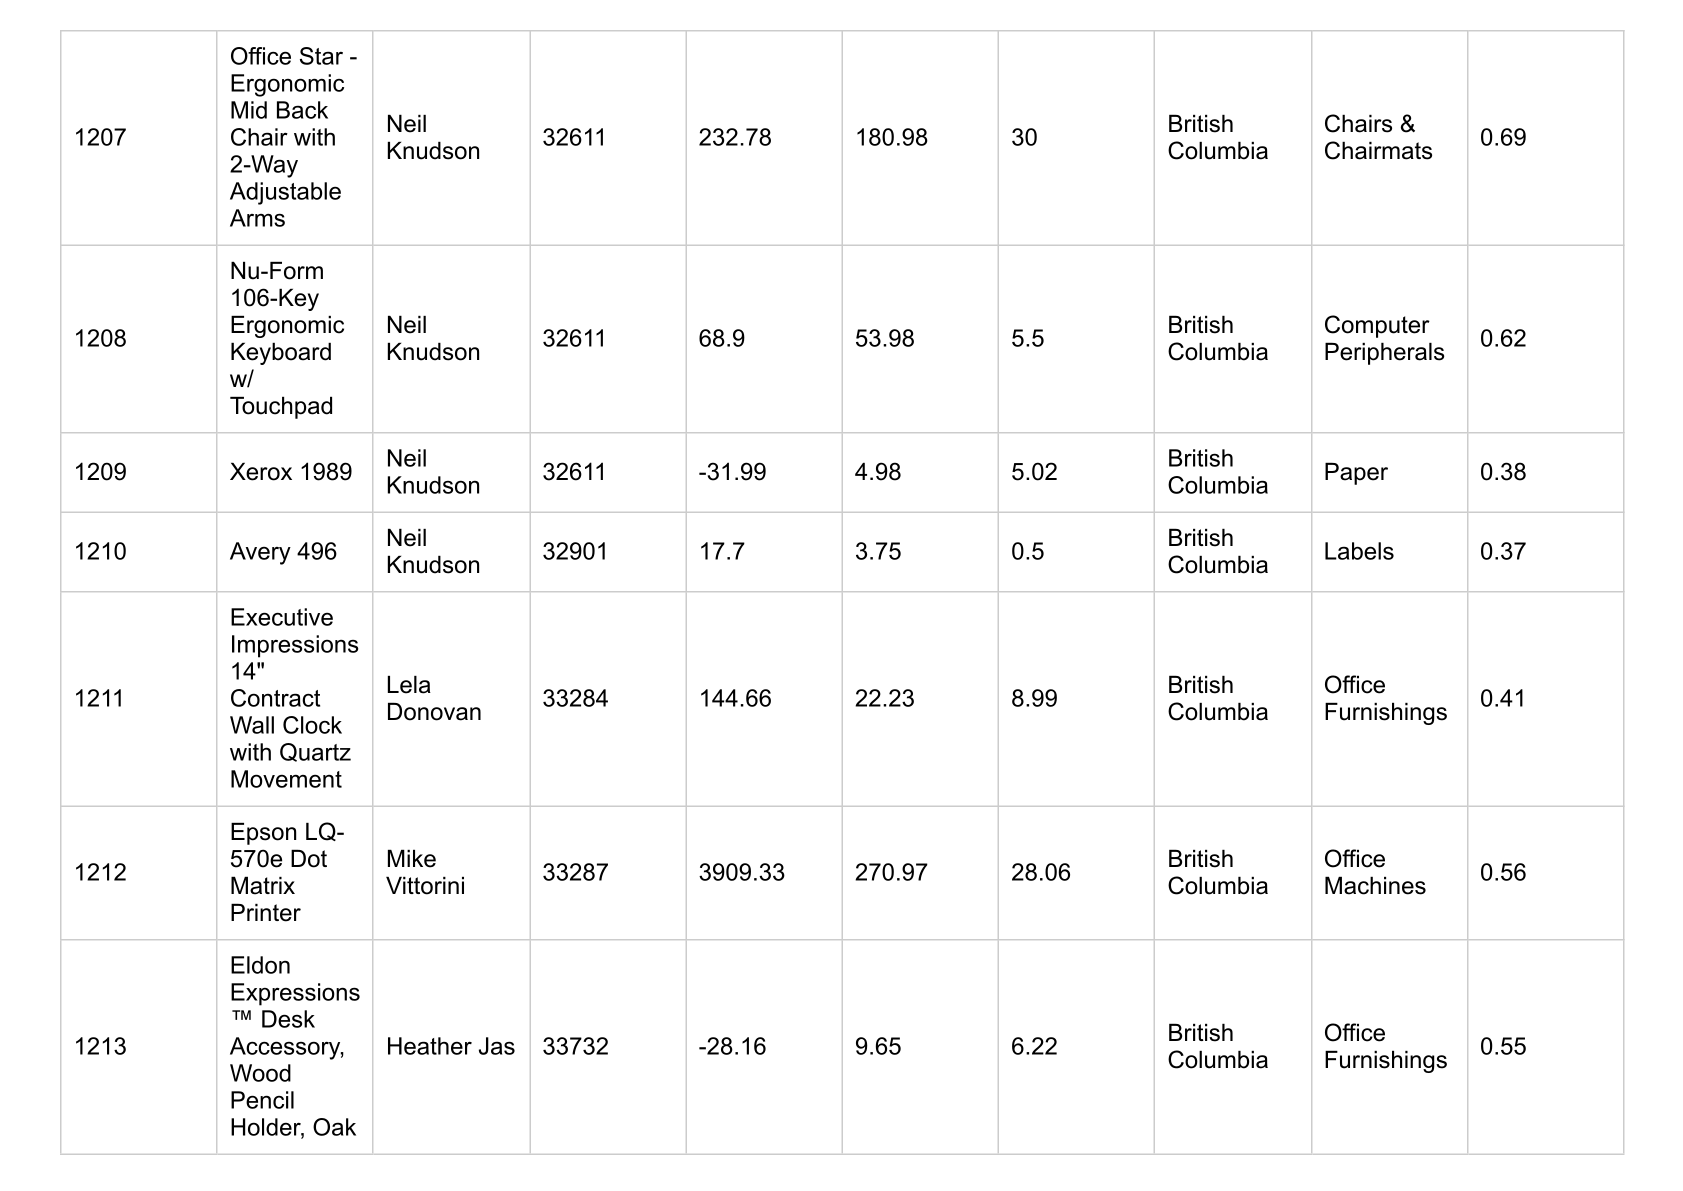 1207
Office Star -
Ergonomic
Mid Back
Chair with
2-Way
Adjustable
Arms
Neil
Knudson
32611
232.78
180.98
30
British
Columbia
Chairs &
Chairmats
0.69
1208
Nu-Form
106-Key
Ergonomic
Keyboard
w/
Touchpad
Neil
Knudson
32611
68.9
53.98
5.5
British
Columbia
Computer
Peripherals
0.62
1209
Xerox 1989
Neil
Knudson
32611
-31.99
4.98
5.02
British
Columbia
Paper
0.38
1210
Avery 496
Neil
Knudson
32901
17.7
3.75
0.5
British
Columbia
Labels
0.37
1211
Executive
Impressions
14"
Contract
Wall Clock
with Quartz
Movement
Lela
Donovan
33284
144.66
22.23
8.99
British
Columbia
Office
Furnishings
0.41
1212
Epson LQ-
570e Dot
Matrix
Printer
Mike
Vittorini
33287
3909.33
270.97
28.06
British
Columbia
Office
Machines
0.56
1213
Eldon
Expressions
™ Desk
Accessory,
Wood
Pencil
Holder, Oak
Heather Jas
33732
-28.16
9.65
6.22
British
Columbia
Office
Furnishings
0.55